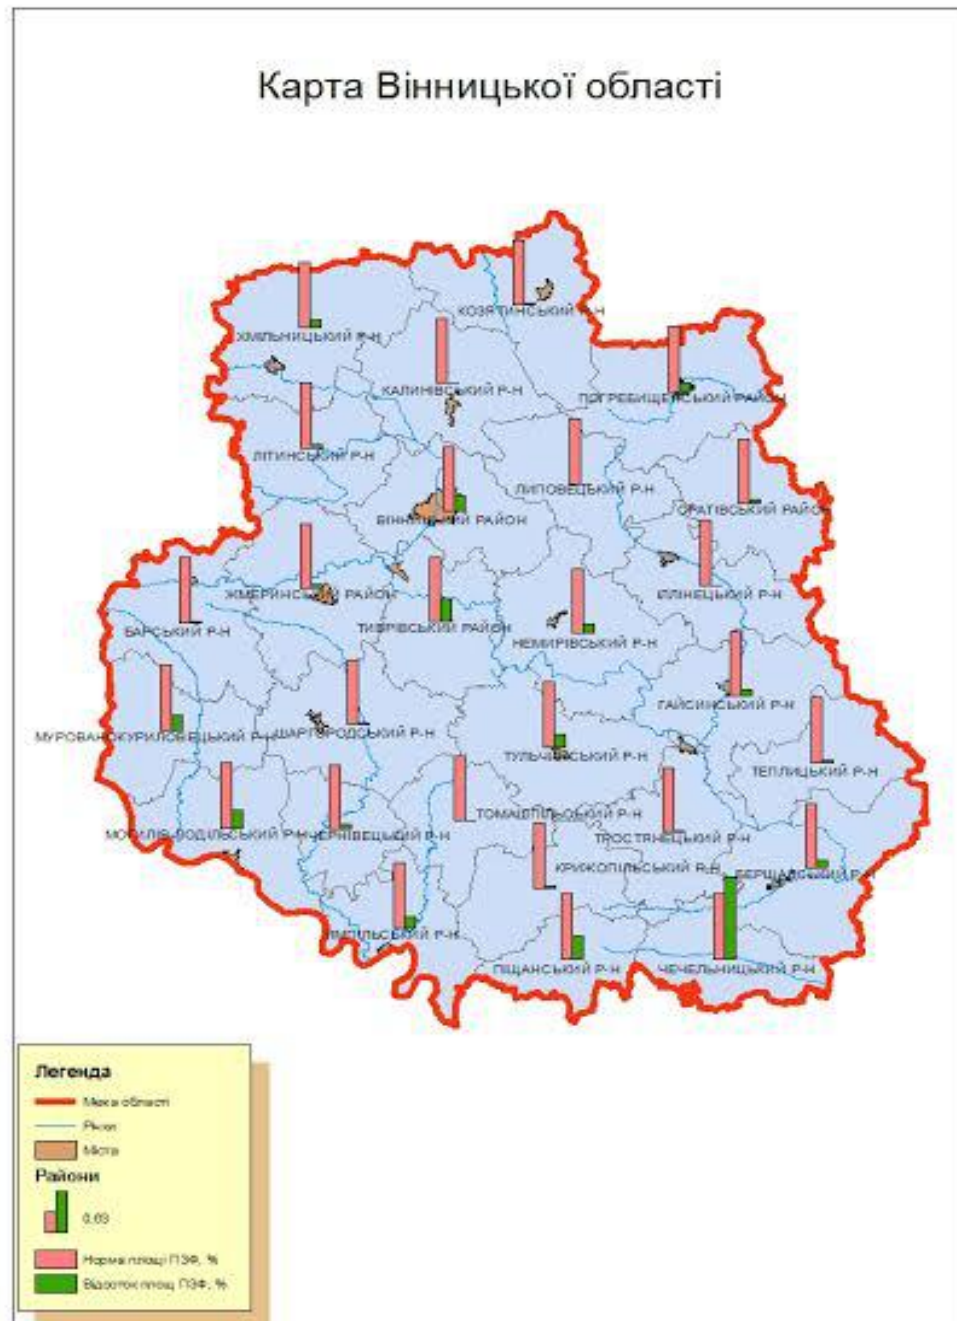 Карта Вінницької області
КОЗЯТИНСЬКИЙ Р-Н
ХМІЛЬНИЦЬКИЙ Р-Н
КАЛИНІВСЬКИЙ Р-Н
ПОГРЕБИЩЕНСЬКИЙ РАЙОН
ЛІТИНСЬКИЙ Р-Н
ЛИПОВЕЦЬКИЙ Р-Н
ОРАТІВСЬКИЙ РАЙОН
ВІННИЦЬКИЙ РАЙОН
ІЛЛІНЕЦЬКИЙ Р-Н
ЖМЕРИНСЬКИЙ РАЙОН
БАРСЬКИЙ Р-Н
ТИВРІВСЬКИЙ РАЙОН
НЕМИРІВСЬКИЙ Р-Н
ГАЙСИНСЬКИЙ Р-Н
МУРОВАНОКУРИЛОВЕЦЬКИЙ Р-Н
ШАРГОРОДСЬКИЙ Р-Н
ТУЛЬЧИНСЬКИЙ Р-Н
ТЕПЛИЦЬКИЙ Р-Н
ТОМАШПІЛЬСЬКИЙ Р-Н
МОГИЛІВ-ПОДІЛЬСЬКИЙ Р-Н
ЧЕРНІВЕЦЬКИЙ Р-Н
ТРОСТЯНЕЦЬКИЙ Р-Н
КРИЖОПІЛЬСЬКИЙ Р-Н
БЕРШАДСЬКИЙ Р-Н
ЯМПІЛЬСЬКИЙ Р-Н
ПІЩАНСЬКИЙ Р-Н
ЧЕЧЕЛЬНИЦЬКИЙ Р-Н
Легенда
Межа області
Річки
Міста
Райони
0,63
Норма площі ПЗФ, %
Відсоток площ ПЗФ, %